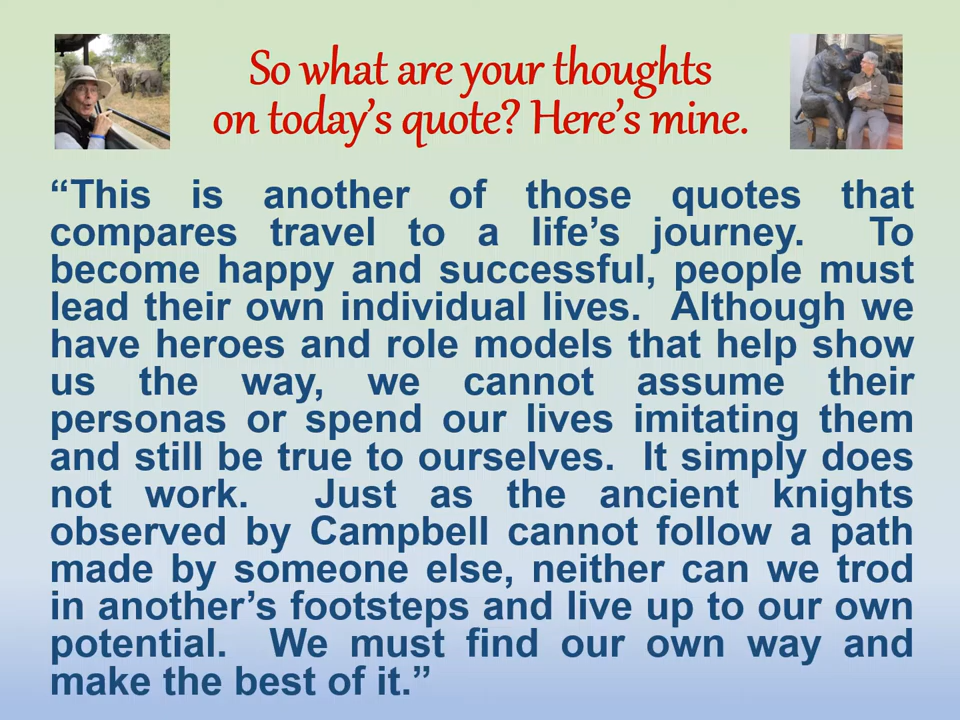 So what are your thoughts
on today’s quote? Here’s mine.
“This is another of those quotes that
compares travel to a life’s journey. To
become happy and successful, people must
lead their own individual lives. Although we
have heroes and role models that help show
us the way, we cannot assume their
personas or spend our lives imitating them
and still be true to ourselves. It simply does
not work. Just as the ancient knights
observed by Campbell cannot follow a path
made by someone else, neither can we trod
in another’s footsteps and live up to our own
potential. We must find our own way and
make the best of it.”